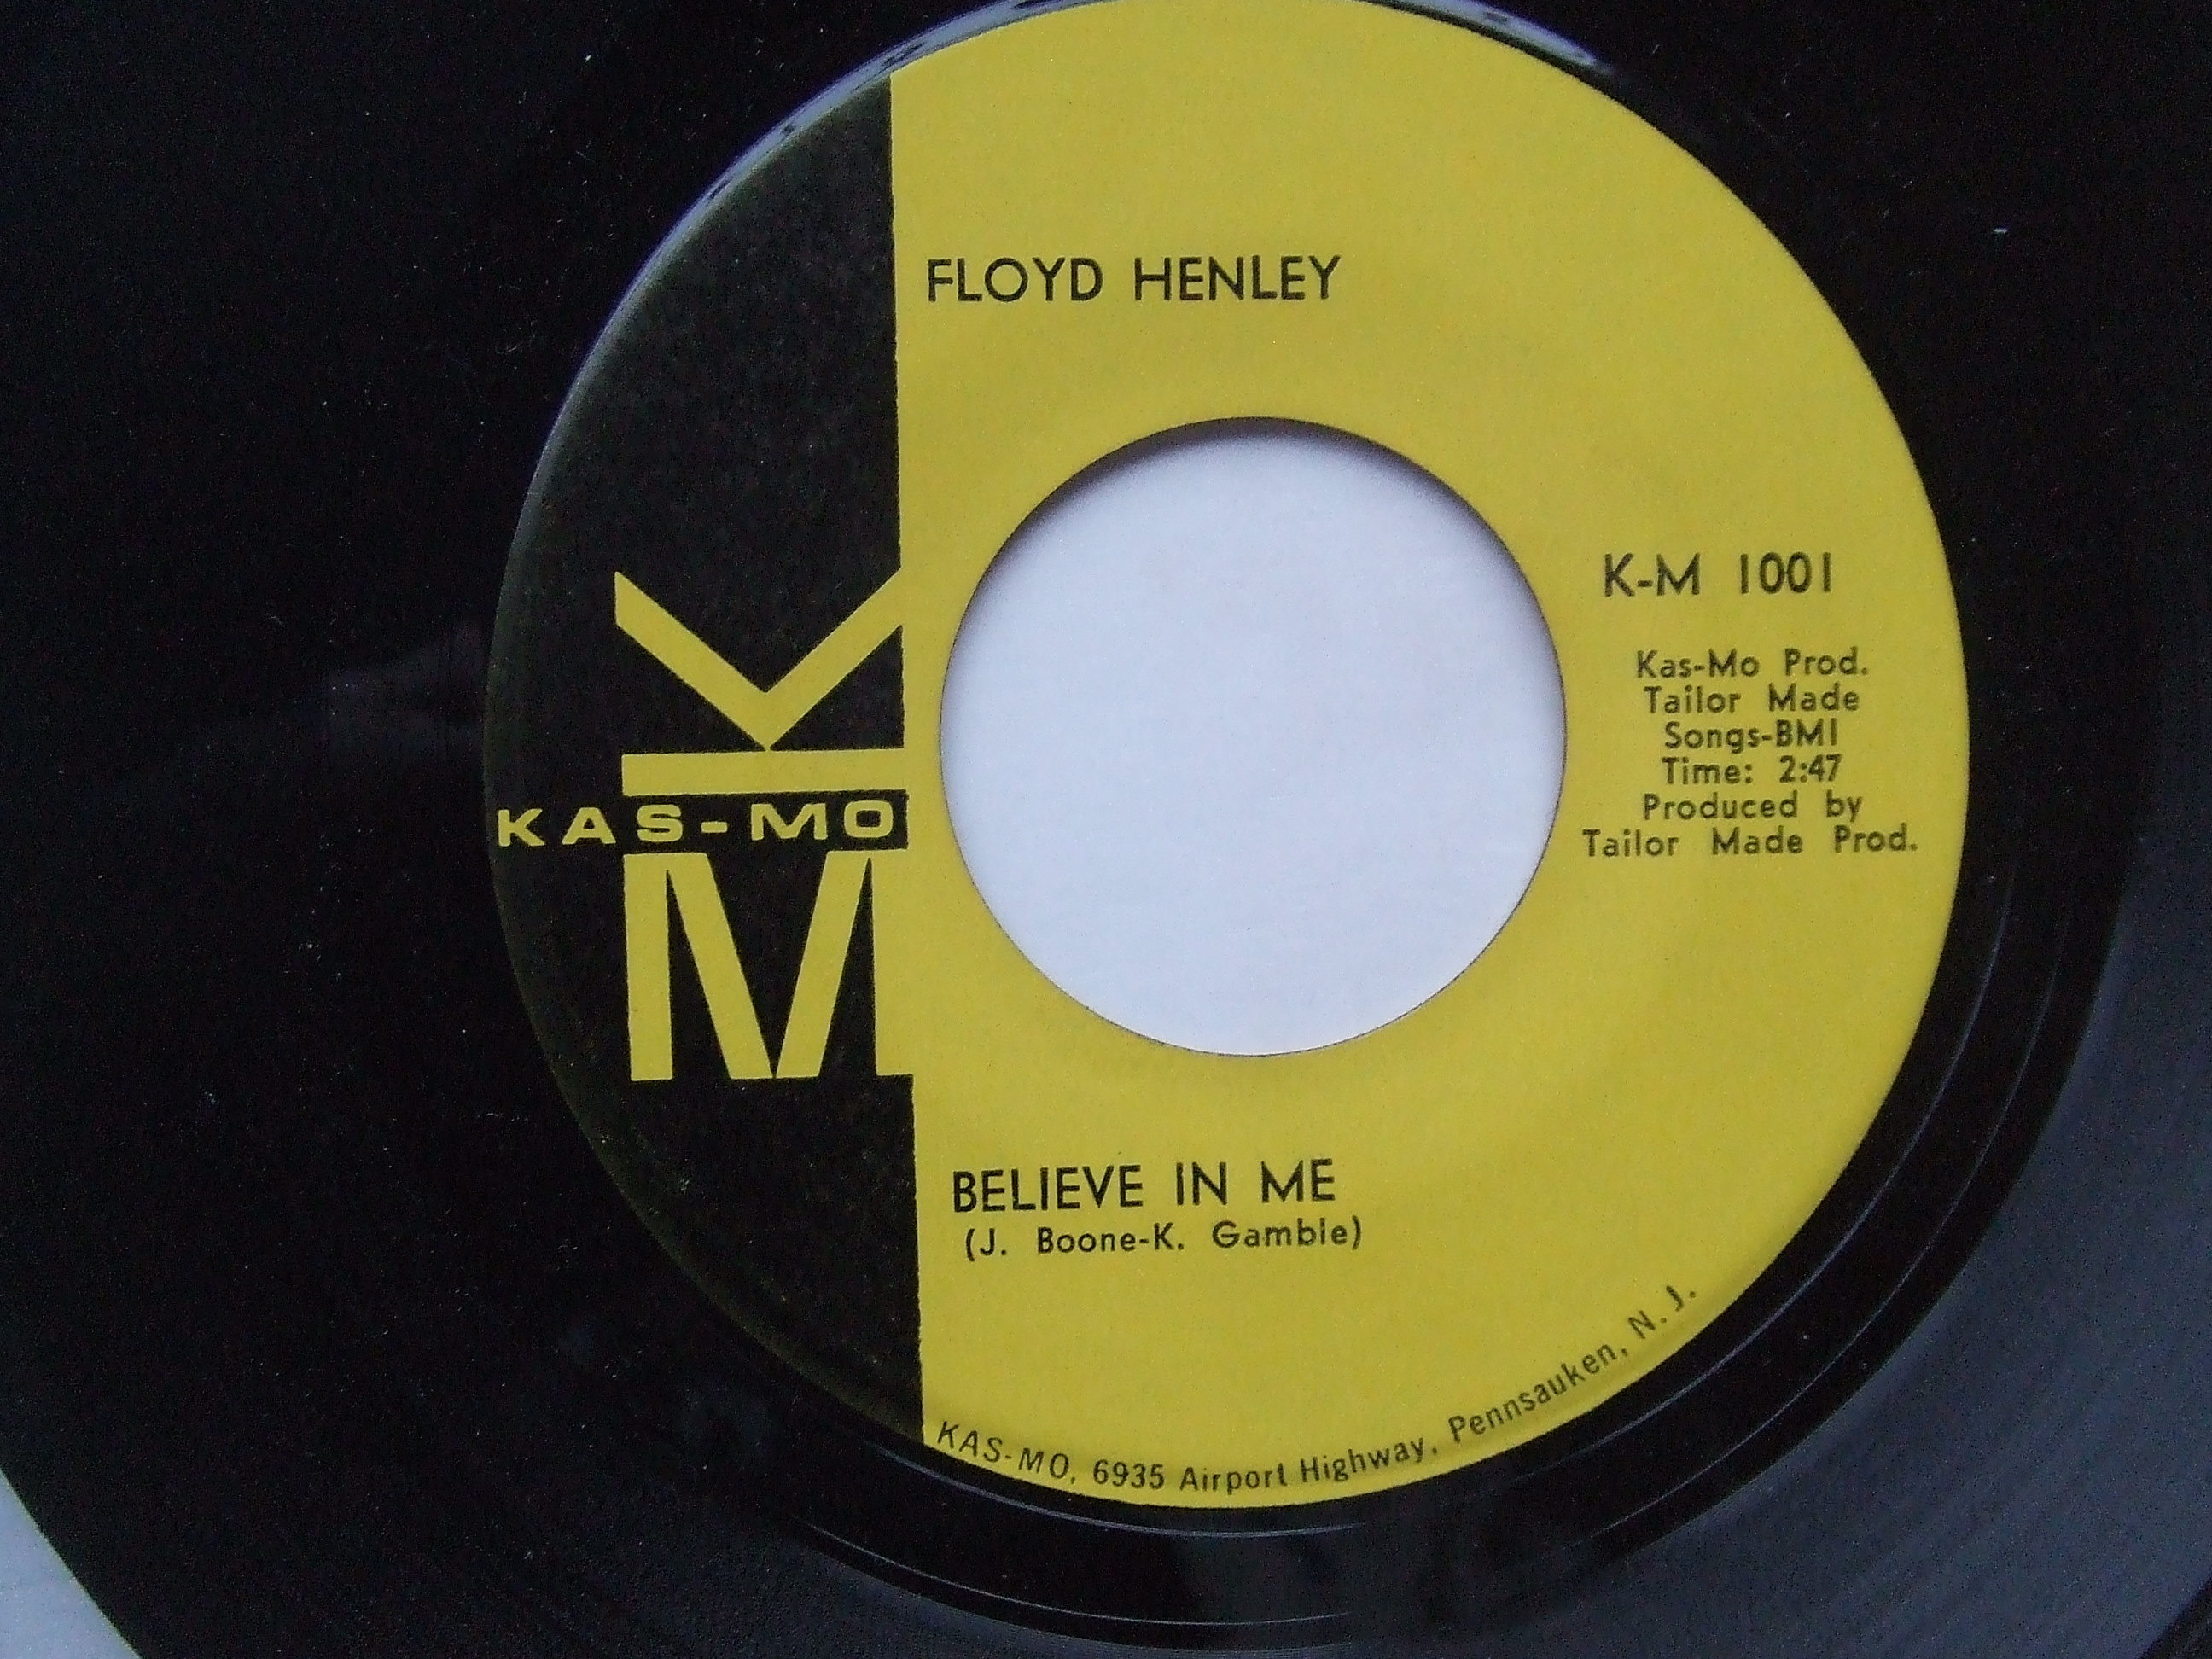 FLOYD HENLEY
K-M 1001
Kas-Mo Prod.
Tailor Made
Songs-BMI
Time: 2:47
Produced by
Tailor Made Prod.
K
KAS-MO
M
BELIEVE IN ME
(J. Boone-K. Gamble)
KAS-MO, 6935 Airport Highway, Pennsauken, N. J.